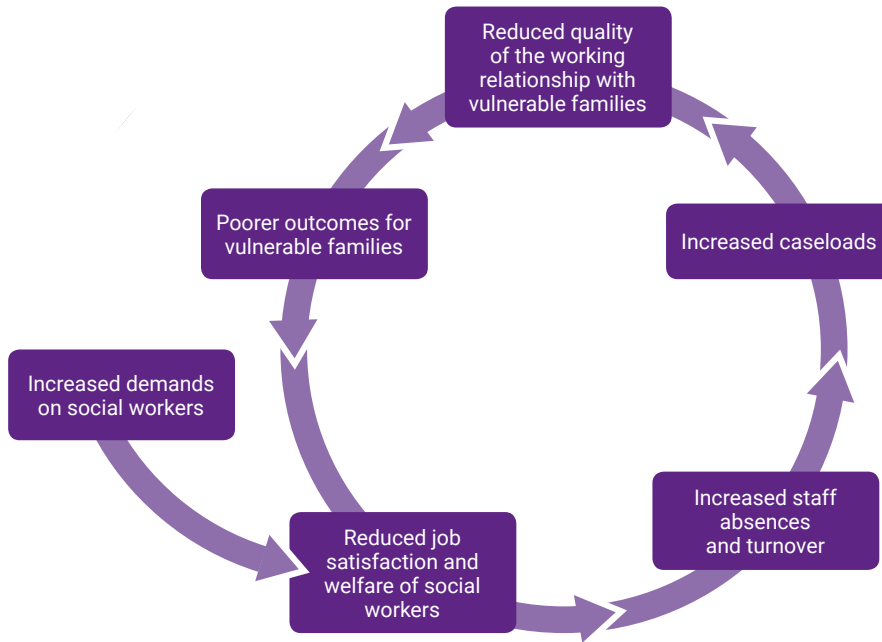 Reduced quality
of the working
relationship with
vulnerable families
Poorer outcomes for
vulnerable families
Increased caseloads
Increased demands
on social workers
Increased staff
absences
and turnover
Reduced job
satisfaction and
welfare of social
workers